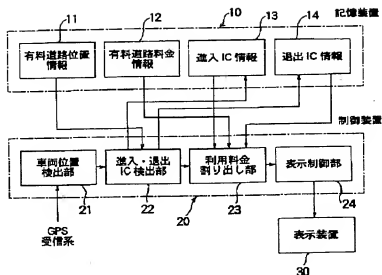 11
12
10
13
14
記憶装置
有料道路位置
情報
有料道路料金
情報
進入IC情報
退出IC情報
制御装置
車両位置
検出部
進入・退出
IC検出部
利用料金
割り出し部
表示制御部
21
22
23
24
GPS
受信系
20
表示装置
30